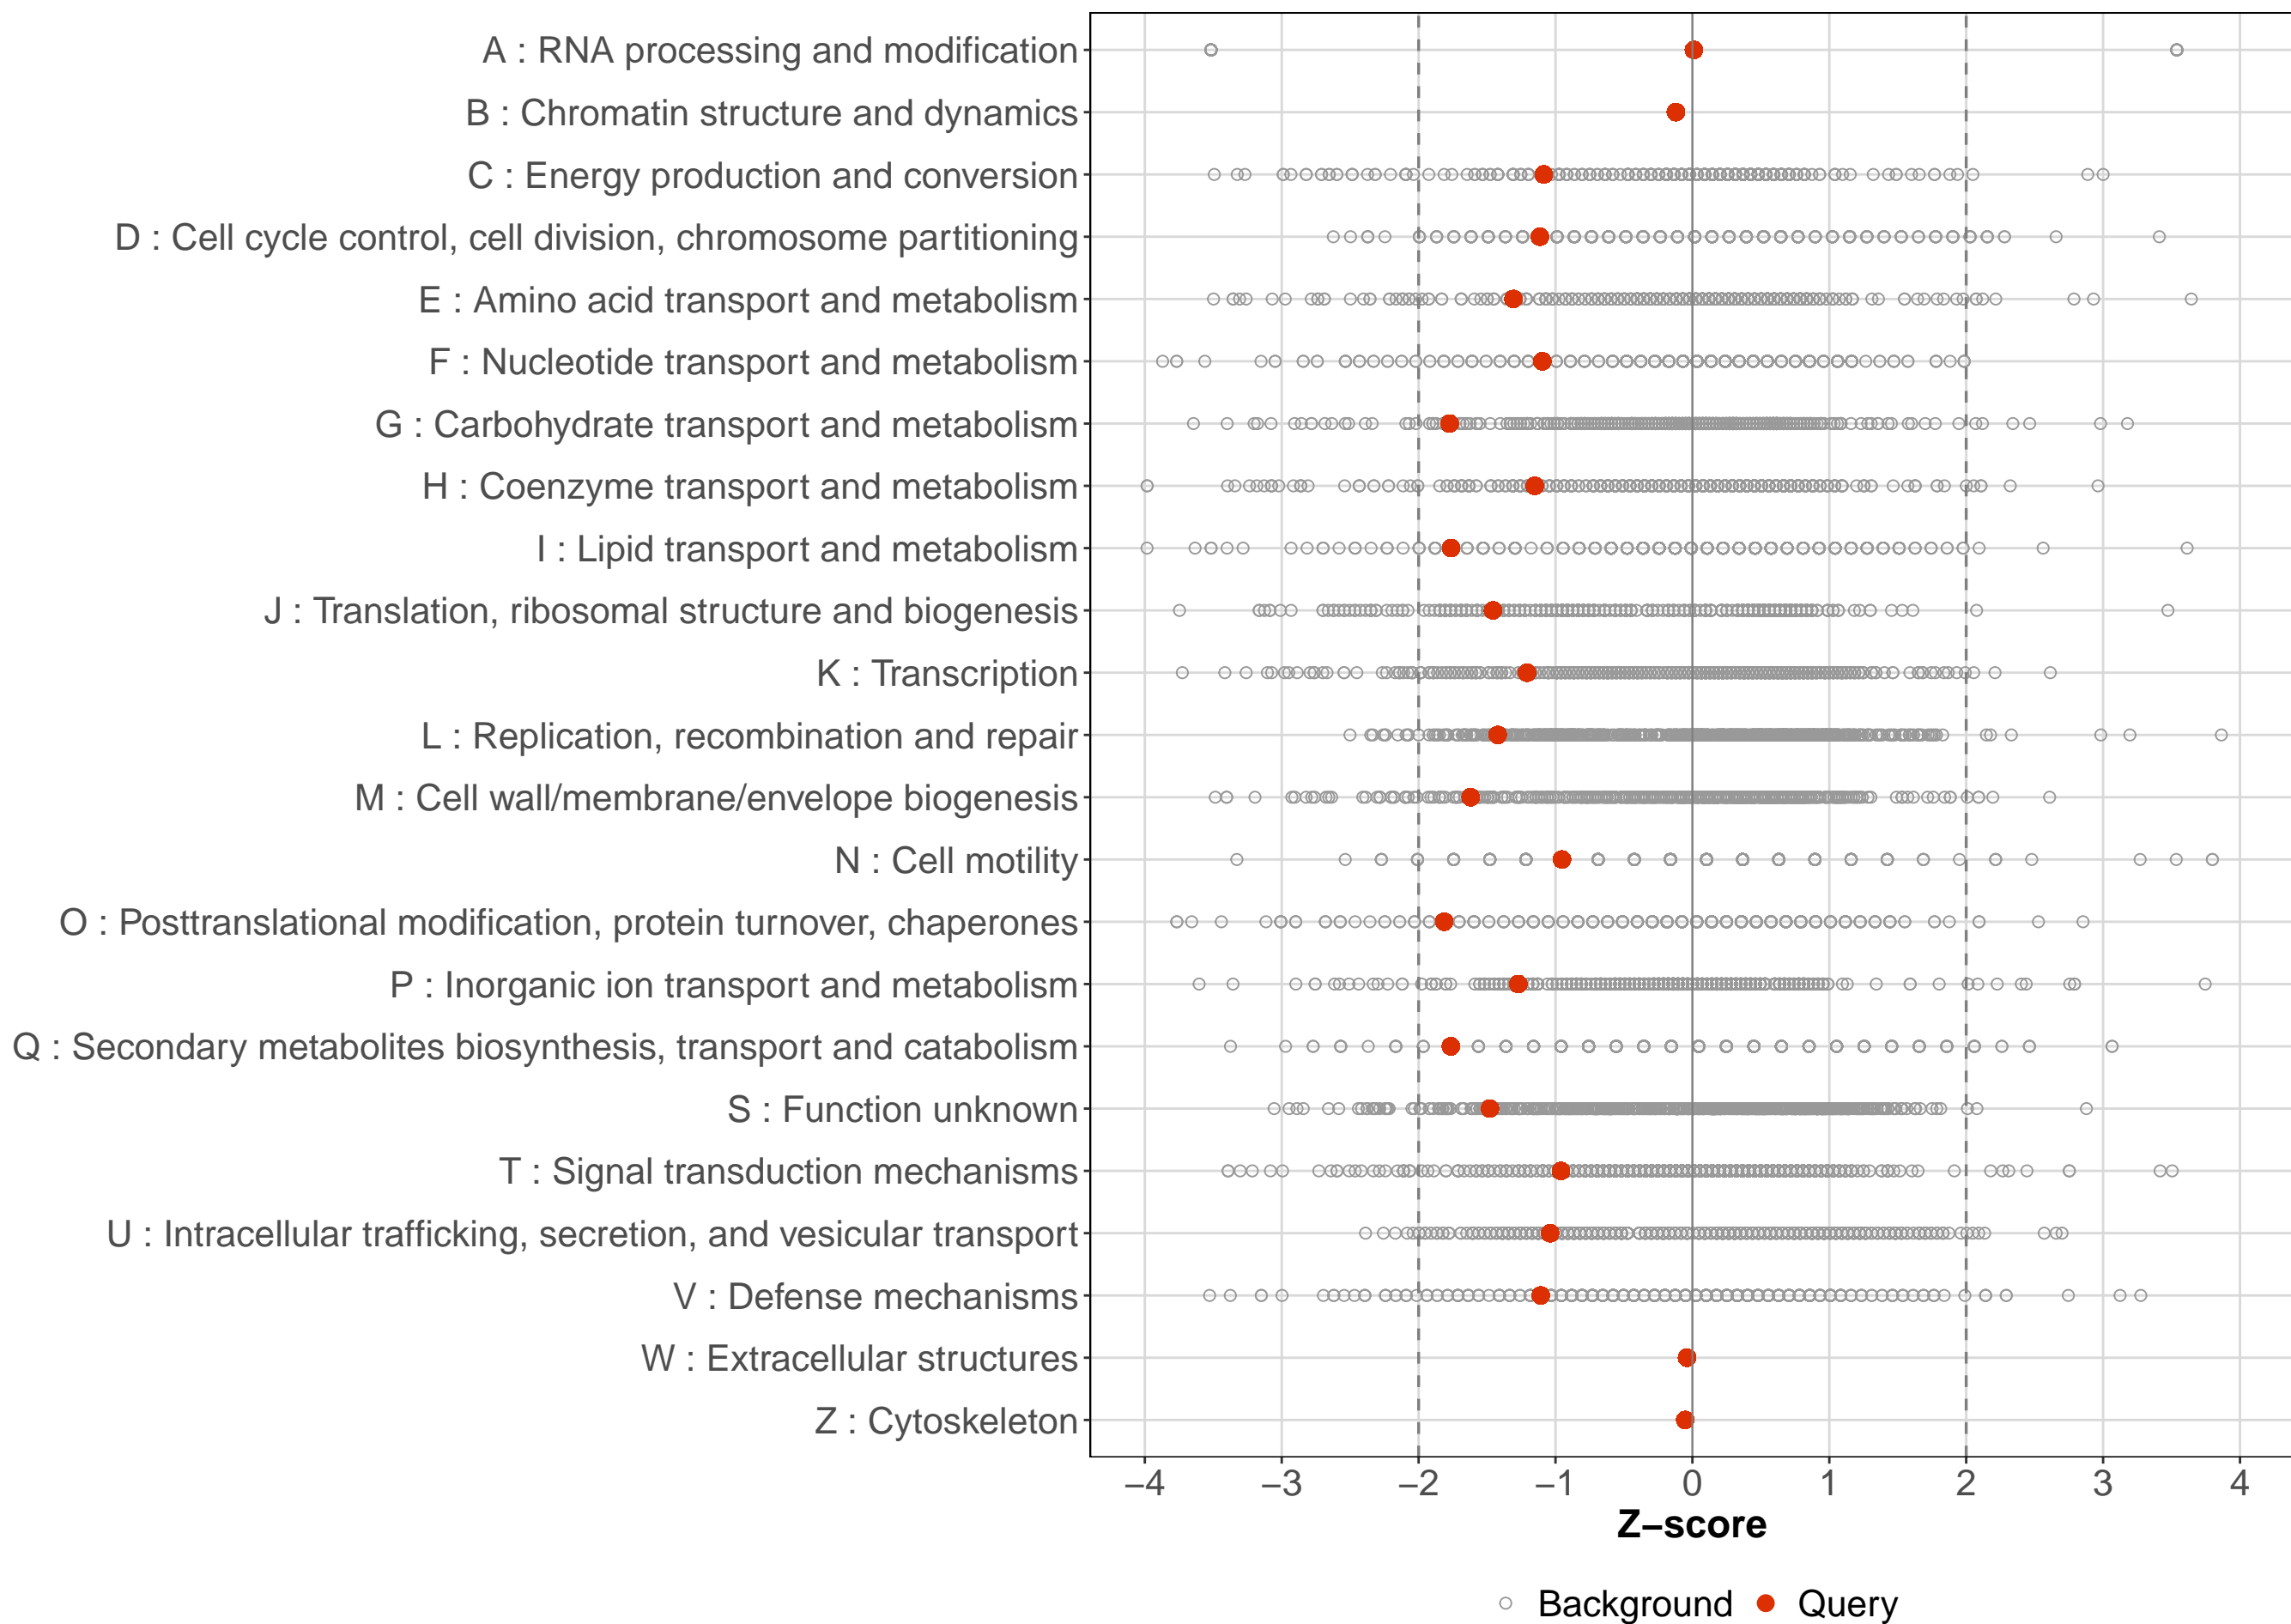 A : RNA processing and modification
B : Chromatin structure and dynamics
C : Energy production and conversion
D : Cell cycle control, cell division, chromosome partitioning
E : Amino acid transport and metabolism
F : Nucleotide transport and metabolism
G : Carbohydrate transport and metabolism
H : Coenzyme transport and metabolism
I : Lipid transport and metabolism
J : Translation, ribosomal structure and biogenesis
K : Transcription
L : Replication, recombination and repair
M : Cell wall/membrane/envelope biogenesis
N : Cell motility
O : Posttranslational modification, protein turnover, chaperones
P : Inorganic ion transport and metabolism
Q : Secondary metabolites biosynthesis, transport and catabolism
S : Function unknown
T : Signal transduction mechanisms
U : Intracellular trafficking, secretion, and vesicular transport
V : Defense mechanisms
W : Extracellular structures
Z : Cytoskeleton
−4 −3 −2 −1 0 1 2 3 4
Z−score
Background Query